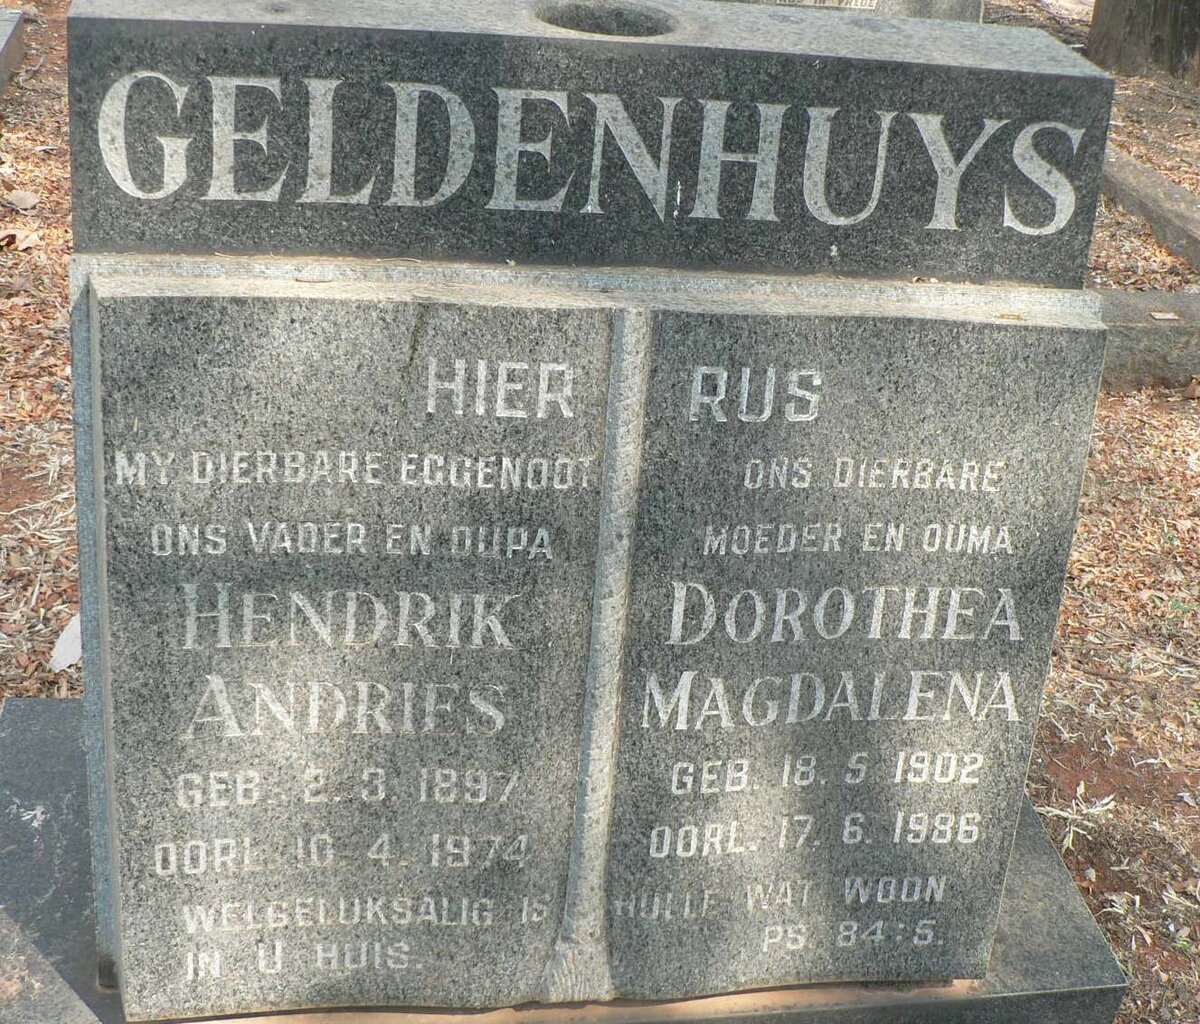 GELDENHUYS
HIER RUS
MY DIERBARE EGGENOOT
ONS VADER EN OUPA
HENDRIK
ANDRIES
GEB. 2. 3. 1897
OORL. 10. 4. 1974
ONS DIERBARE
MOEDER EN OUMA
DOROTHEA
MAGDALENA
GEB. 18. 5. 1902
OORL. 17. 6. 1986
WELGELUKSALIG IS HULLE WAT WOON
IN U HUIS. PS. 84:5.